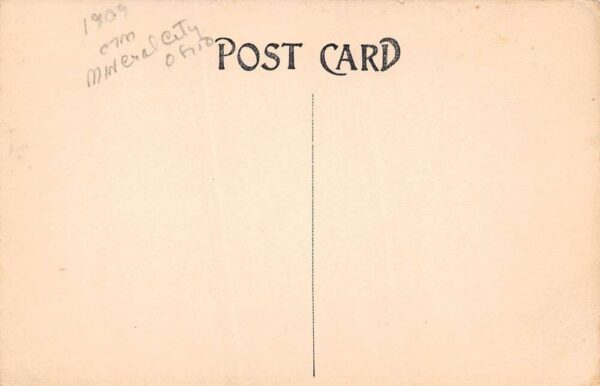 1909
Mineral City
Ohio
POST CARD